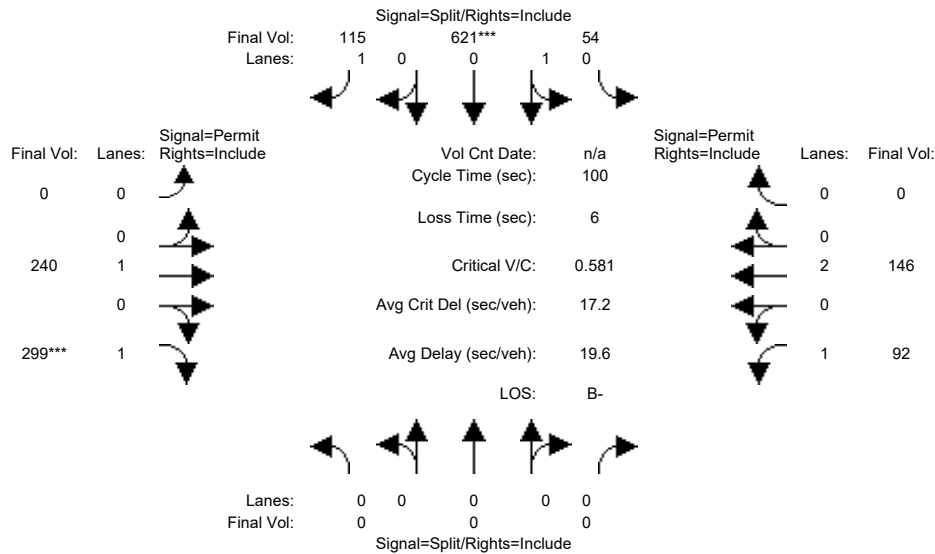 Signal=Split/Rights=Include
Final Vol: 115 621*** 54
Lanes: 1 0 0 1 0
Signal=Permit Signal=Permit
Final Vol: Lanes: Rights=Include Vol Cnt Date: n/a Rights=Include Lanes: Final Vol:
Cycle Time (sec): 100
0 0 0 0
Loss Time (sec): 6
0 0
240 1 Critical V/C: 0.581 2 146
0 Avg Crit Del (sec/veh): 17.2 0
299*** 1 Avg Delay (sec/veh): 19.6 1 92
LOS: B-
Lanes: 0 0 0 0 0
Final Vol: 0 0 0
Signal=Split/Rights=Include